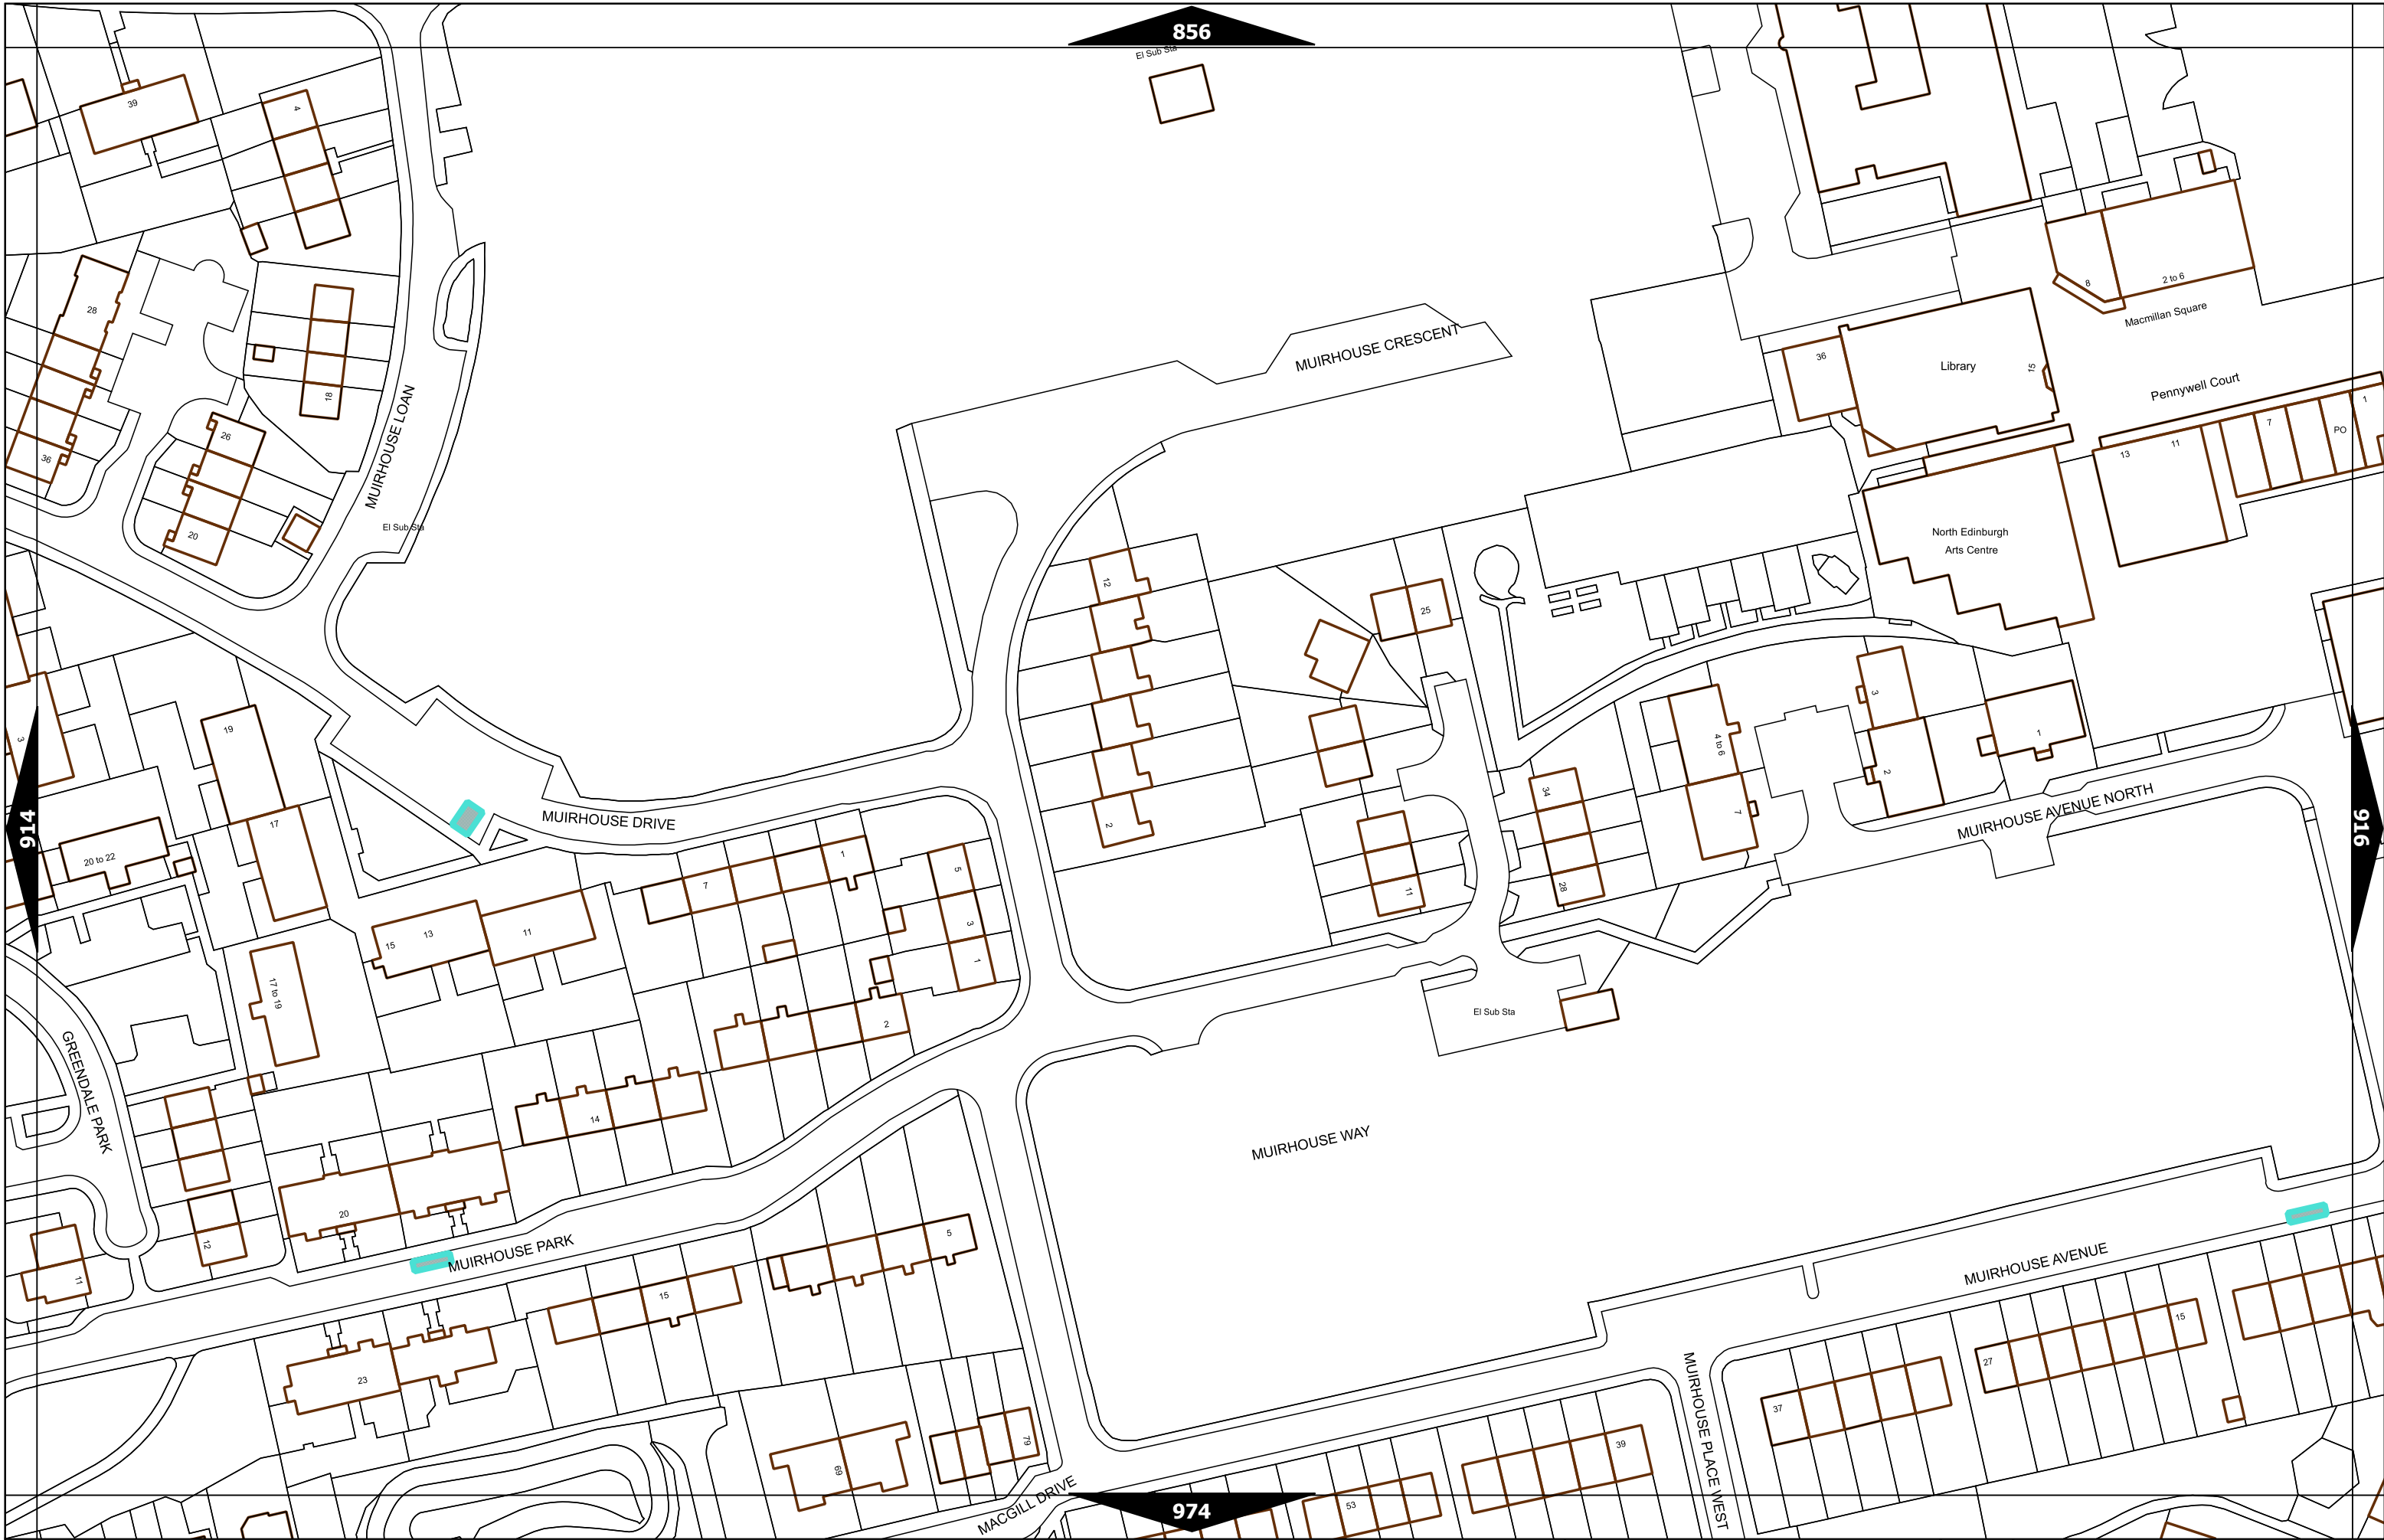 856
El Sub Sta
39
4
8
2 to 6
Macmillan Square
28
MUIRHOUSE CRESCENT
36
Library
15
Pennywell Court
18
MUIRHOUSE LOAN
26
36
1
7
PO
11
13
El Sub Sta
20
North Edinburgh
Arts Centre
12
25
3
3
19
1
4 to 6
2
34
MUIRHOUSE AVENUE NORTH
7
914
916
17
MUIRHOUSE DRIVE
2
20 to 22
1
7
5
28
11
3
15
13
11
1
17 to 19
2
El Sub Sta
GREENDALE PARK
14
MUIRHOUSE WAY
20
12
5
MUIRHOUSE PARK
11
MUIRHOUSE AVENUE
15
15
27
23
MUIRHOUSE PLACE WEST
37
39
79
69
53
MACGILL DRIVE
974